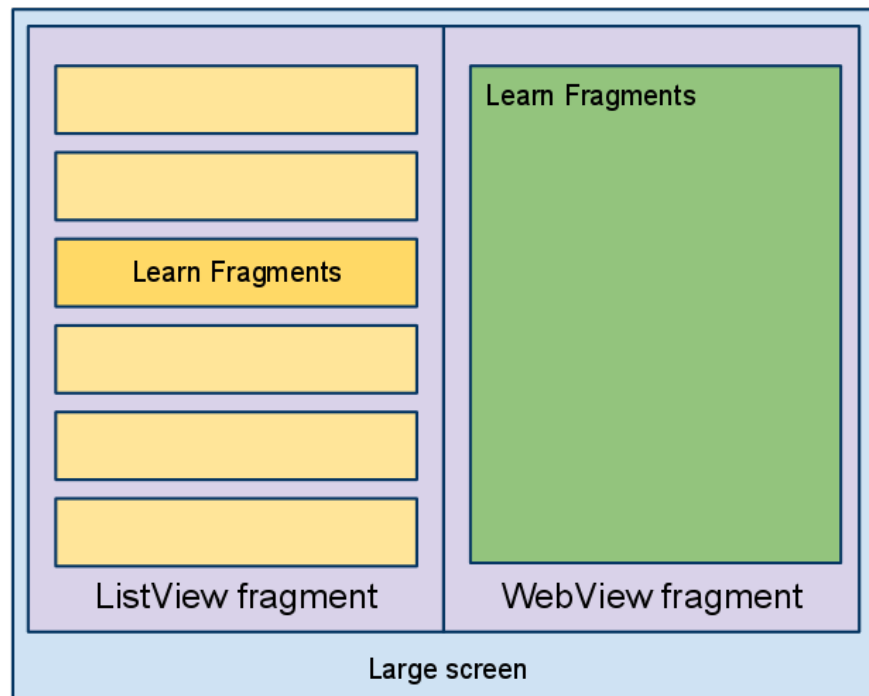 Learn Fragments
ListView fragment
Learn Fragments
WebView fragment
Large screen